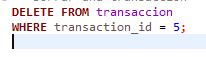 DELETE FROM transaccion
WHERE transaction_id = 5;